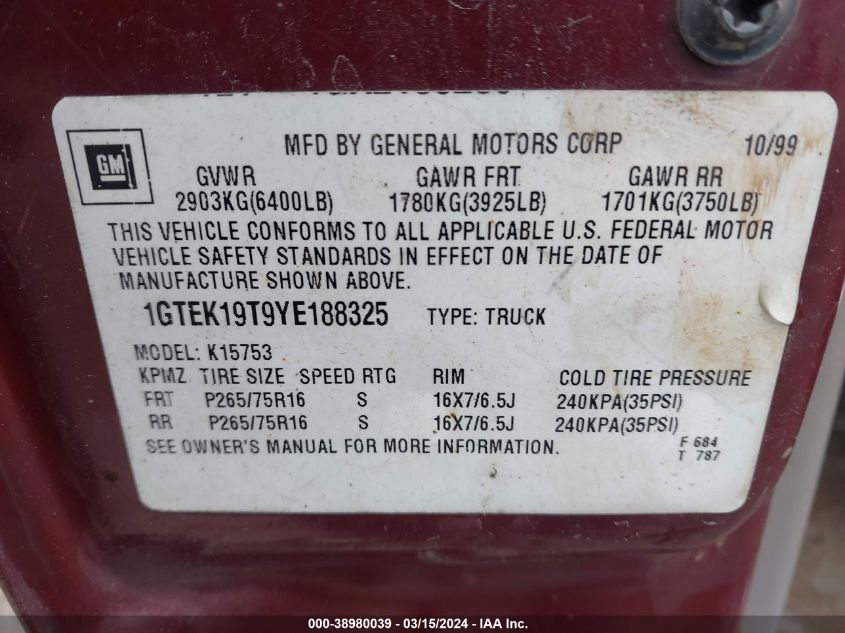 GM
MFD BY GENERAL MOTORS CORP 10/99
GVWR GAWR FRT GAWR RR
2903KG(6400LB) 1780KG(3925LB) 1701KG(3750LB)
THIS VEHICLE CONFORMS TO ALL APPLICABLE U.S. FEDERAL MOTOR
VEHICLE SAFETY STANDARDS IN EFFECT ON THE DATE OF
MANUFACTURE SHOWN ABOVE.
1GTEK19T9YE188325 TYPE: TRUCK
MODEL: K15753
KPMZ TIRE SIZE SPEED RTG RIM COLD TIRE PRESSURE
FRT P265/75R16 S 16X7/6.5J 240KPA(35PSI)
RR P265/75R16 S 16X7/6.5J 240KPA(35PSI)
SEE OWNER'S MANUAL FOR MORE INFORMATION. F 684
T 787
000-38980039 - 03/15/2024 - IAA Inc.